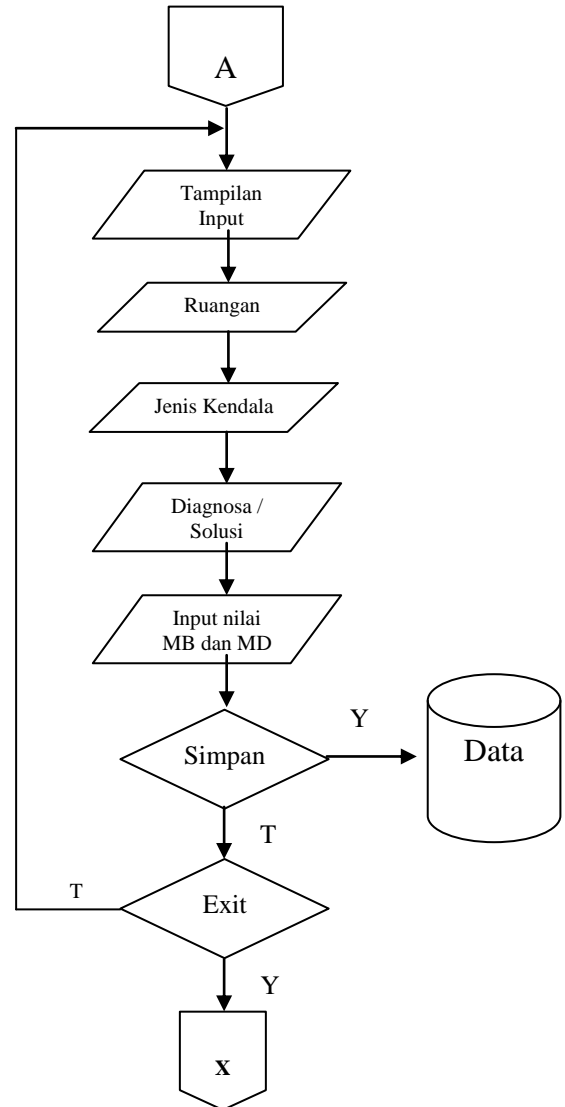 A
Tampilan
Input
Ruangan
Jenis Kendala
Diagnosa /
Solusi
Input nilai
MB dan MD
Simpan
Y
Data
T
Exit
T
Y
x